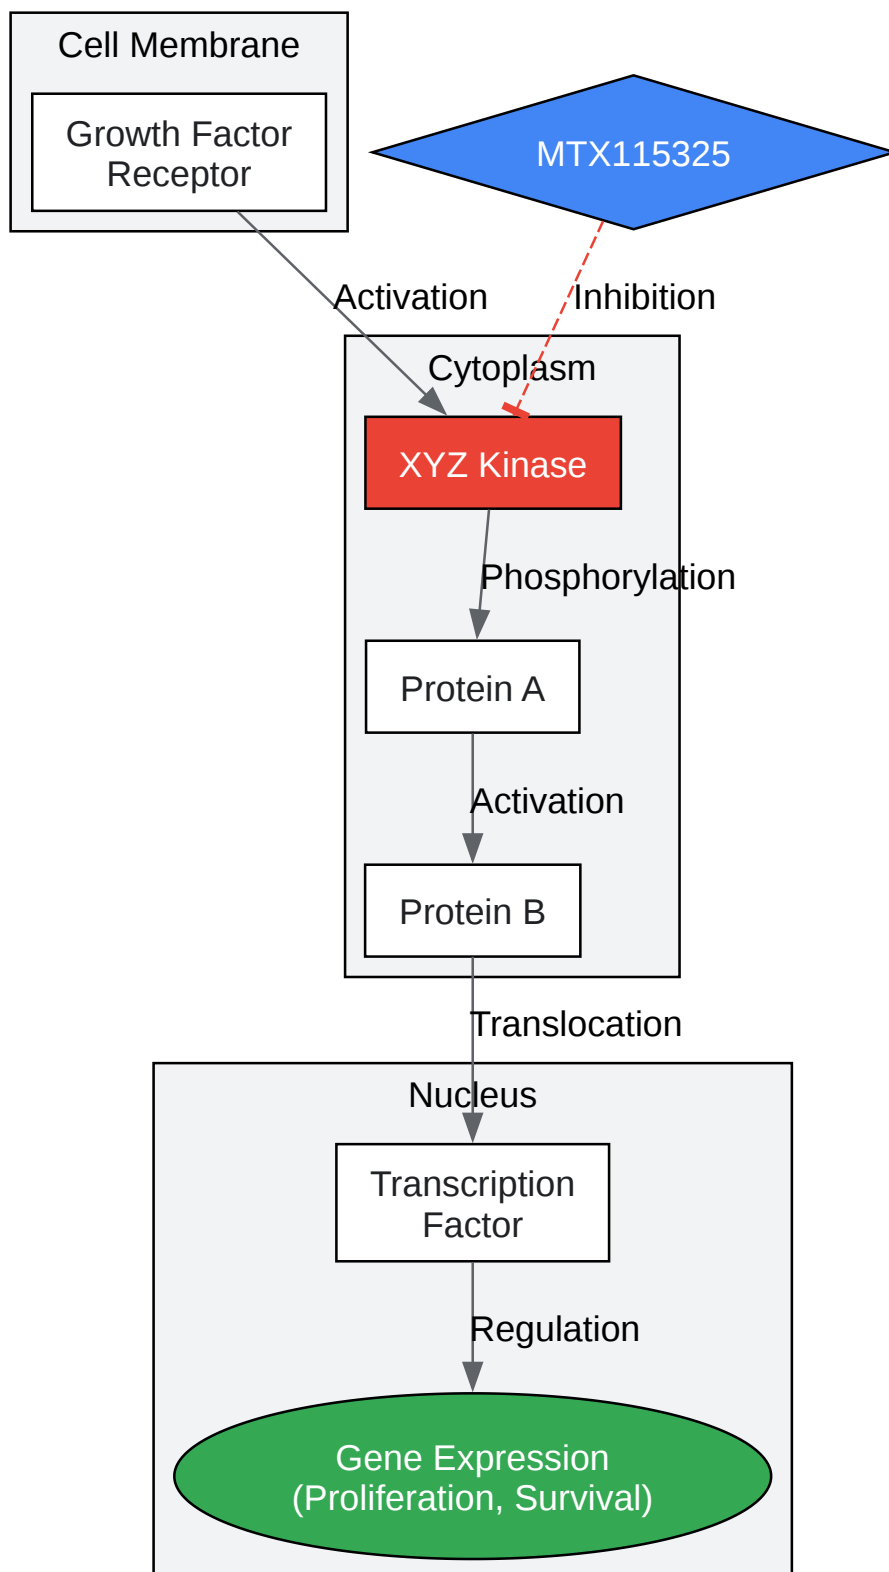 Cell Membrane
Growth Factor
Receptor
MTX115325
Activation
Inhibition
Cytoplasm
XYZ Kinase
Phosphorylation
Protein A
Activation
Protein B
Translocation
Nucleus
Transcription
Factor
Regulation
Gene Expression
(Proliferation, Survival)